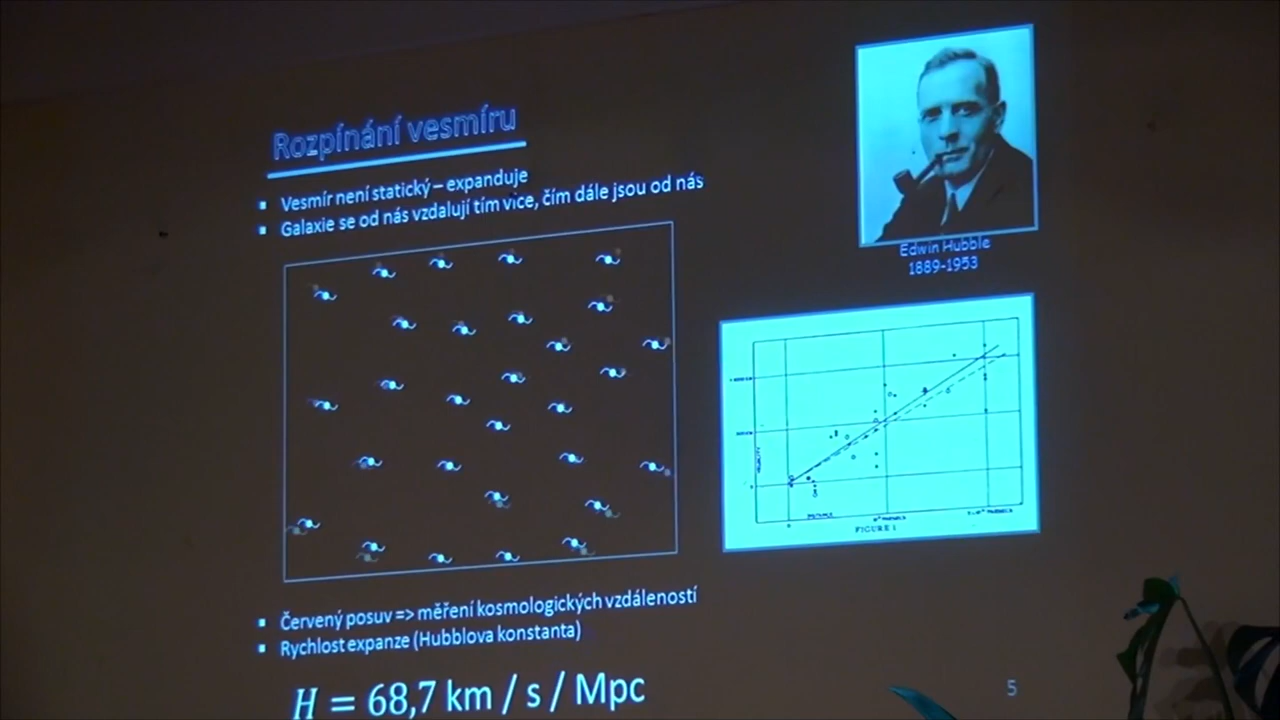 Rozpínání vesmíru
Vesmír není statický – expanduje
Galaxie se od nás vzdalují tím více, čím dále jsou od nás
Edwin Hubble
1889-1953
VELOCITY
DISTANCE
FIGURE 1
Červený posuv => měření kosmologických vzdáleností
Rychlost expanze (Hubblova konstanta)
H = 68,7 km / s / Mpc
5